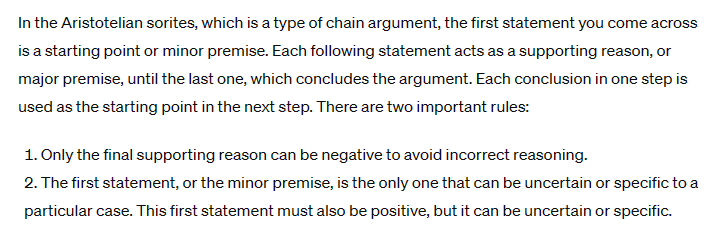 In the Aristotelian sorites, which is a type of chain argument, the first statement you come across
is a starting point or minor premise. Each following statement acts as a supporting reason, or
major premise, until the last one, which concludes the argument. Each conclusion in one step is
used as the starting point in the next step. There are two important rules:
1. Only the final supporting reason can be negative to avoid incorrect reasoning.
2. The first statement, or the minor premise, is the only one that can be uncertain or specific to a
particular case. This first statement must also be positive, but it can be uncertain or specific.